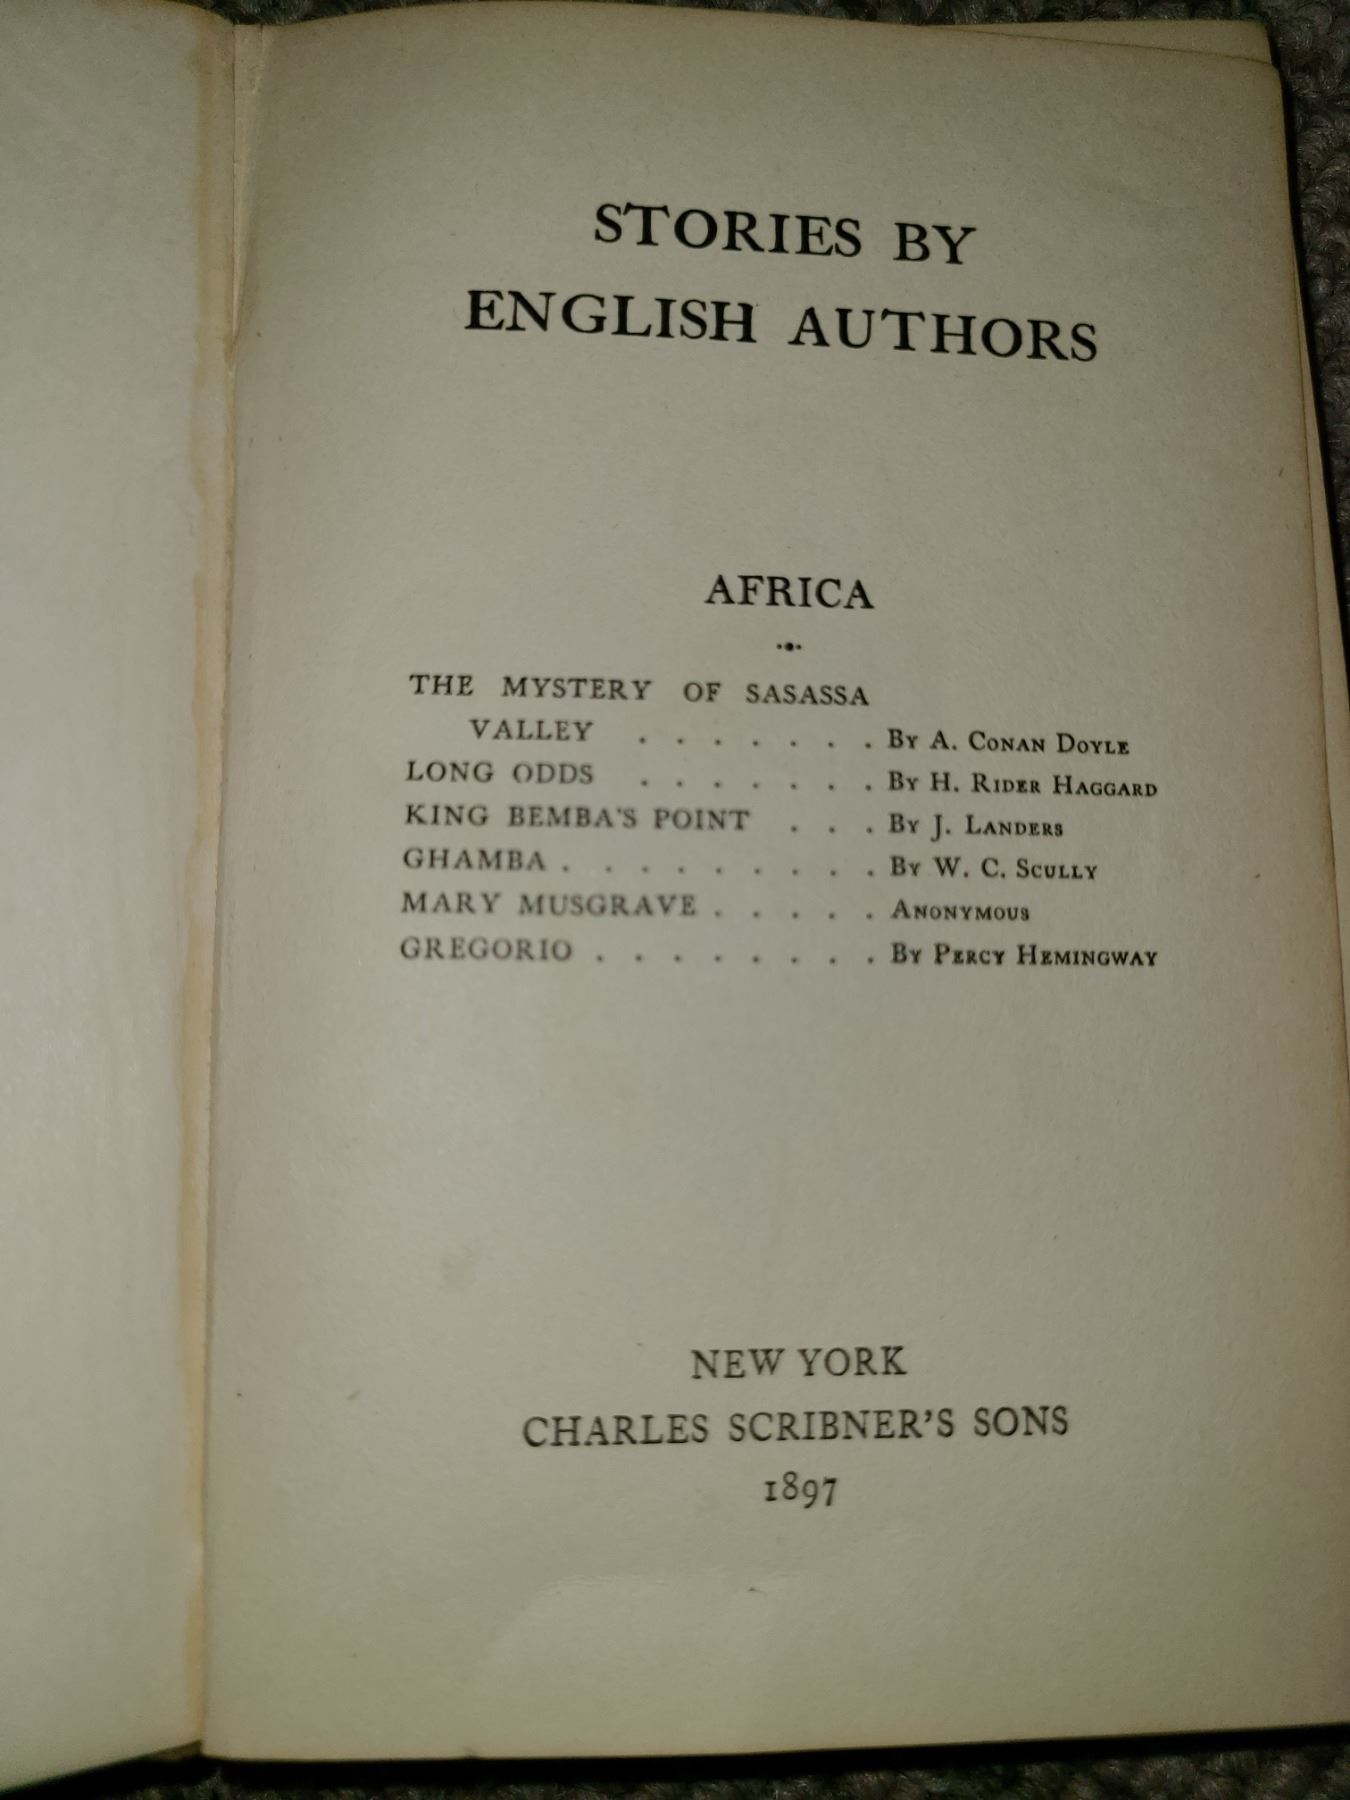 STORIES BY
ENGLISH AUTHORS
AFRICA
THE MYSTERY OF SASASSA
VALLEY . . . . . . . By A. Conan Doyle
LONG ODDS . . . . . . . By H. Rider Haggard
KING BEMBA'S POINT . . . By J. Landers
GHAMBA . . . . . . . . . By W. C. Scully
MARY MUSGRAVE . . . . . Anonymous
GREGORIO . . . . . . . . By Percy Hemingway
NEW YORK
CHARLES SCRIBNER'S SONS
1897